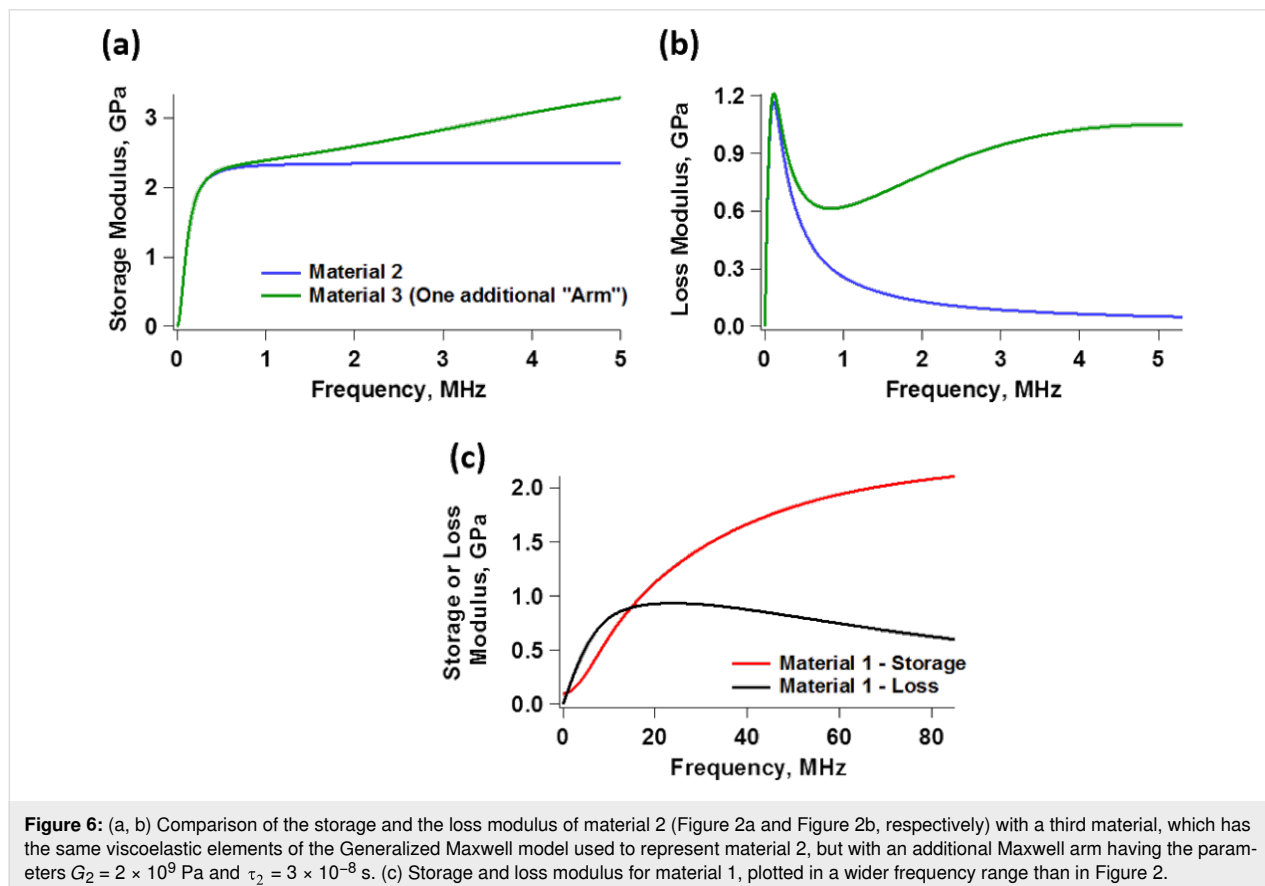 (a)
Storage Modulus, GPa
3
2
1
0
Material 2
Material 3 (One additional "Arm")
0 1 2 3 4 5
Frequency, MHz
(b)
Loss Modulus, GPa
1.2
0.9
0.6
0.3
0.0
0 1 2 3 4 5
Frequency, MHz
(c)
Storage or Loss
Modulus, GPa
2.0
1.5
1.0
0.5
0.0
Material 1 - Storage
Material 1 - Loss
0 20 40 60 80
Frequency, MHz
Figure 6: (a, b) Comparison of the storage and the loss modulus of material 2 (Figure 2a and Figure 2b, respectively) with a third material, which has
the same viscoelastic elements of the Generalized Maxwell model used to represent material 2, but with an additional Maxwell arm having the param-
eters G₂ = 2 × 10⁹ Pa and τ₂ = 3 × 10⁻⁸ s. (c) Storage and loss modulus for material 1, plotted in a wider frequency range than in Figure 2.